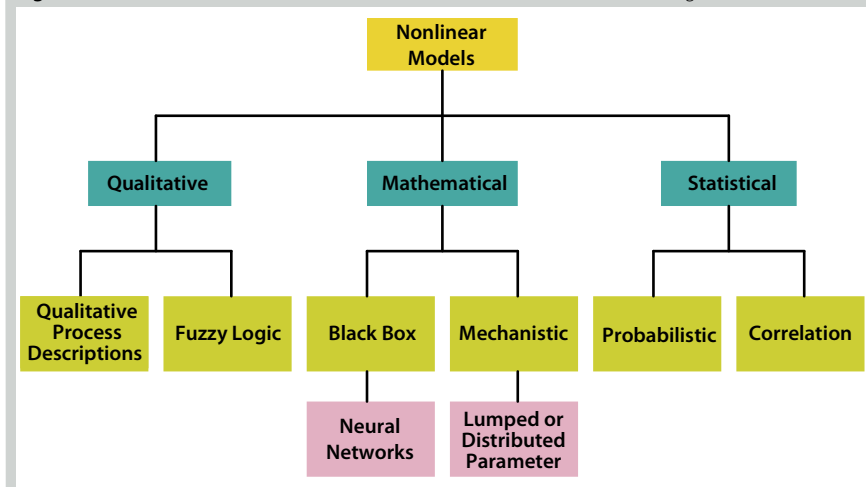 Nonlinear
Models
Qualitative
Mathematical
Statistical
Qualitative
Process
Descriptions
Fuzzy Logic
Black Box
Mechanistic
Probabilistic
Correlation
Neural
Networks
Lumped or
Distributed
Parameter